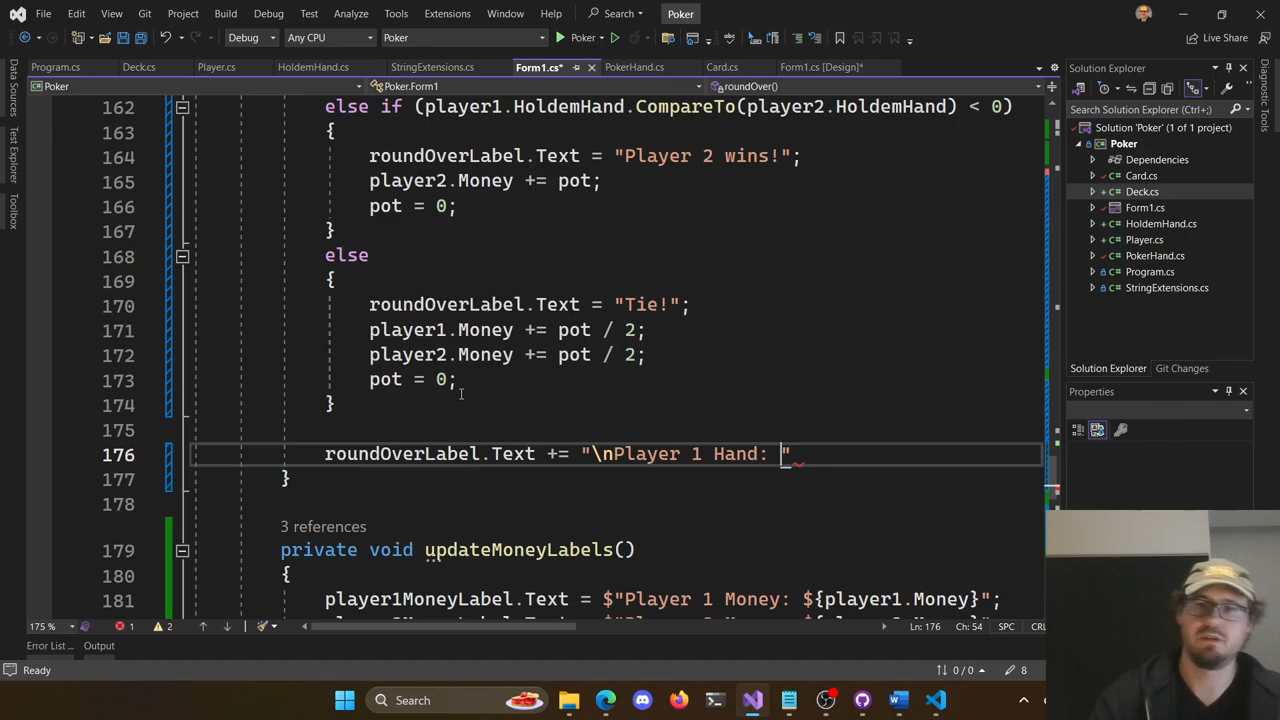 File Edit View Git Project Build Debug Test Analyze Tools Extensions Window Help Search Poker
Debug Any CPU Poker Poker Live Share
Program.cs Deck.cs Player.cs HoldemHand.cs StringExtensions.cs Form1.cs* PokerHand.cs Card.cs Form1.cs [Design]*
Poker Poker.Form1 roundOver()
Data Sources
Test Explorer
Toolbox
162 else if (player1.HoldemHand.CompareTo(player2.HoldemHand) < 0)
163 {
164 roundOverLabel.Text = "Player 2 wins!";
165 player2.Money += pot;
166 pot = 0;
167 }
168 else
169 {
170 roundOverLabel.Text = "Tie!";
171 player1.Money += pot / 2;
172 player2.Money += pot / 2;
173 pot = 0;
174 }
175
176 roundOverLabel.Text += "\nPlayer 1 Hand: "
177 }
178
3 references
179 private void updateMoneyLabels()
180 {
181 player1MoneyLabel.Text = $"Player 1 Money: ${player1.Money}";
Solution Explorer
Search Solution Explorer (Ctrl+;)
Solution 'Poker' (1 of 1 project)
Poker
Dependencies
Card.cs
Deck.cs
Form1.cs
HoldemHand.cs
Player.cs
PokerHand.cs
Program.cs
StringExtensions.cs
Solution Explorer Git Changes
Properties
Diagnostic Tools
175 % 1 2 Ln: 176 Ch: 54 SPC CRL
Error List ... Output
Ready 0 / 0 8
Search